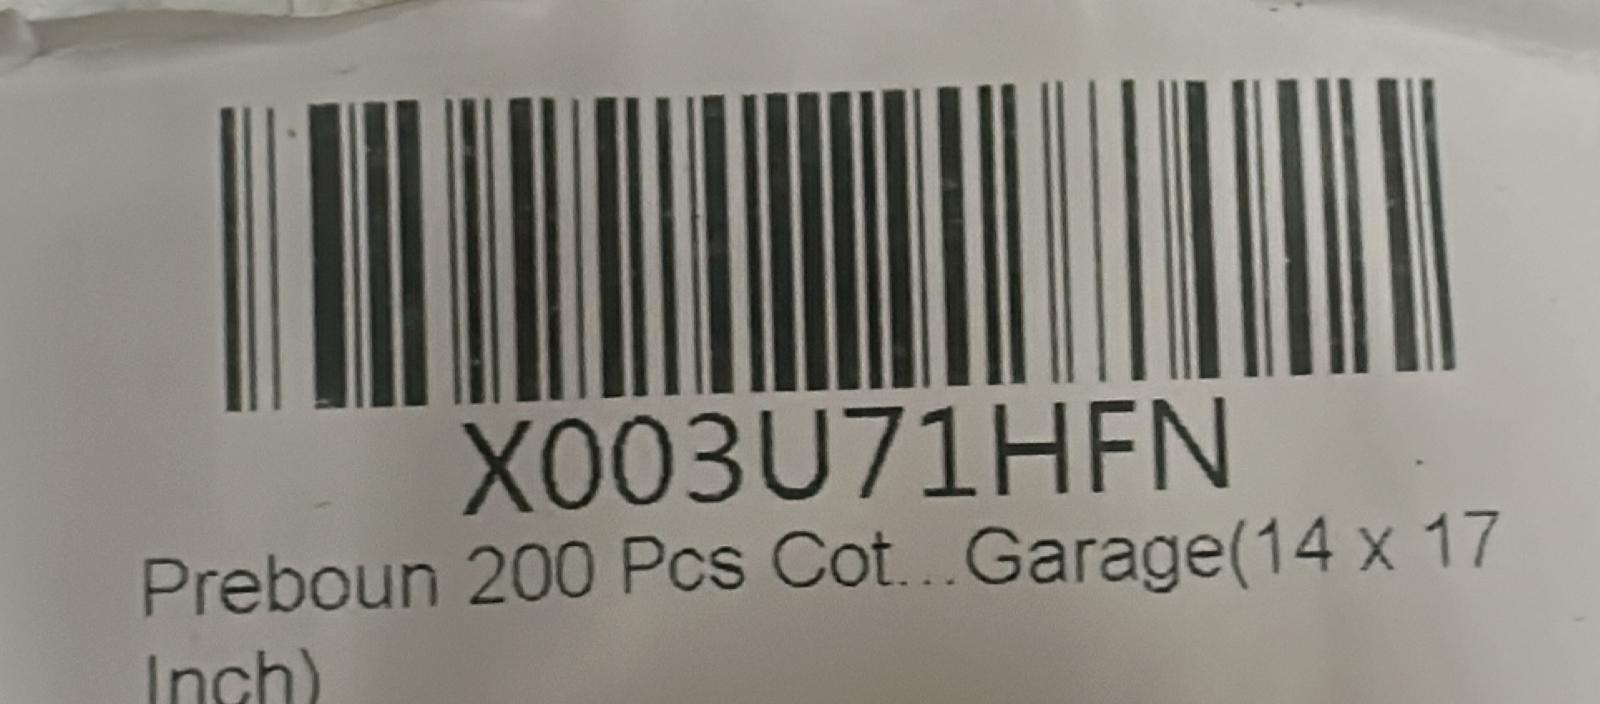 X003U71HFN
Preboun 200 Pcs Cot...Garage(14 x 17
Inch)